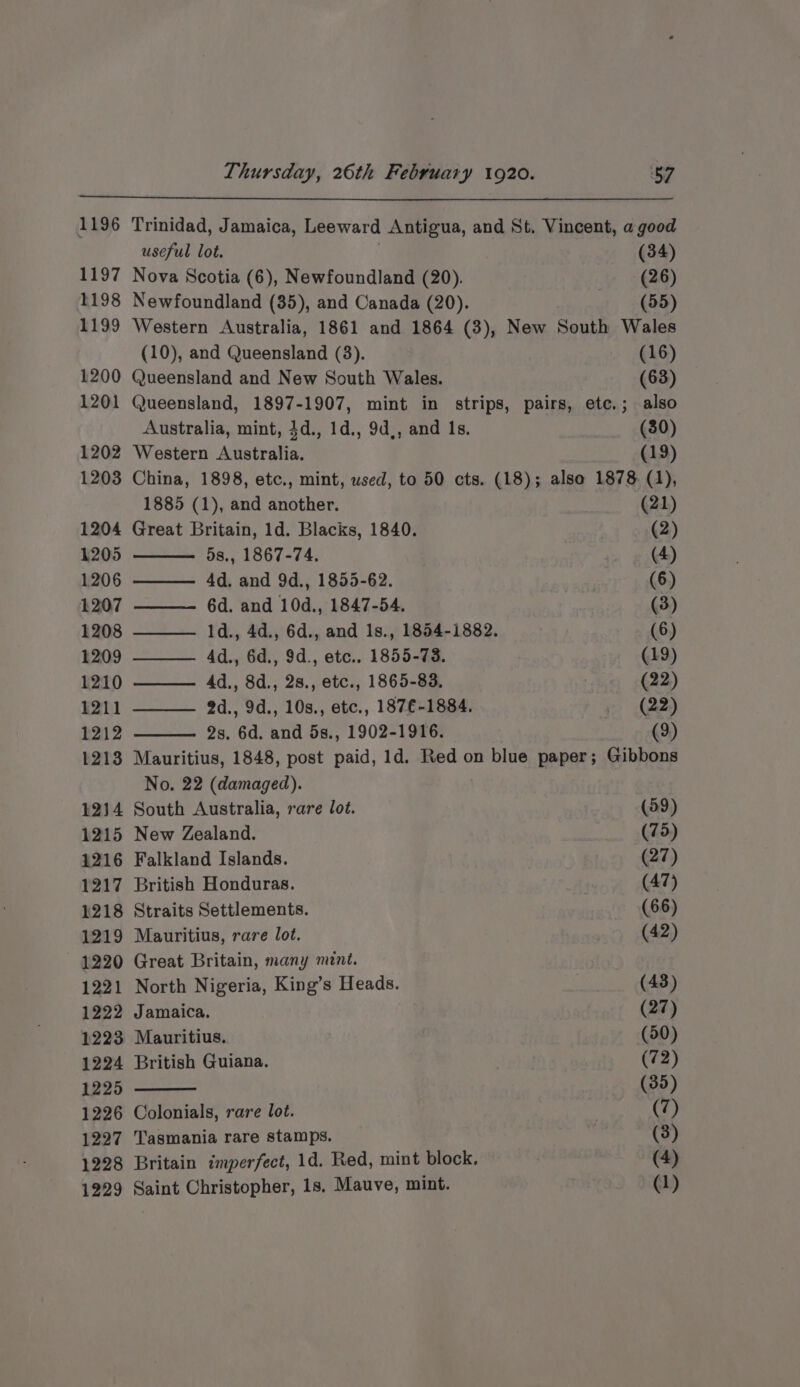 Thursday, 26th February 1920. 57
1196 Trinidad, Jamaica, Leeward Antigua, and St. Vincent, a good
useful lot. (34)
1197 Nova Scotia (6), Newfoundland (20). (26)
1198 Newfoundland (35), and Canada (20). (55)
1199 Western Australia, 1861 and 1864 (3), New South Wales
(10), and Queensland (3). (16)
1200 Queensland and New South Wales. (63)
1201 Queensland, 1897-1907, mint in strips, pairs, etc.; also
Australia, mint, ½d., 1d., 9d., and 1s. (30)
1202 Western Australia. (19)
1203 China, 1898, etc., mint, used, to 50 cts. (18); also 1878 (1),
1885 (1), and another. (21)
1204 Great Britain, 1d. Blacks, 1840. (2)
1205 ——— 5s., 1867-74. (4)
1206 ——— 4d. and 9d., 1855-62. (6)
1207 ——— 6d. and 10d., 1847-54. (3)
1208 ——— 1d., 4d., 6d., and 1s., 1854-1882. (6)
1209 ——— 4d., 6d., 9d., etc.. 1855-73. (19)
1210 ——— 4d., 8d., 2s., etc., 1865-83. (22)
1211 ——— 2d., 9d., 10s., etc., 1876-1884. (22)
1212 ——— 2s. 6d. and 5s., 1902-1916. (9)
1213 Mauritius, 1848, post paid, 1d. Red on blue paper; Gibbons
No. 22 (damaged).
1214 South Australia, rare lot. (59)
1215 New Zealand. (75)
1216 Falkland Islands. (27)
1217 British Honduras. (47)
1218 Straits Settlements. (66)
1219 Mauritius, rare lot. (42)
1220 Great Britain, many mint.
1221 North Nigeria, King's Heads. (43)
1222 Jamaica. (27)
1223 Mauritius. (50)
1224 British Guiana. (72)
1225 ——— (35)
1226 Colonials, rare lot. (7)
1227 Tasmania rare stamps. (3)
1228 Britain imperfect, 1d. Red, mint block. (4)
1229 Saint Christopher, 1s. Mauve, mint. (1)